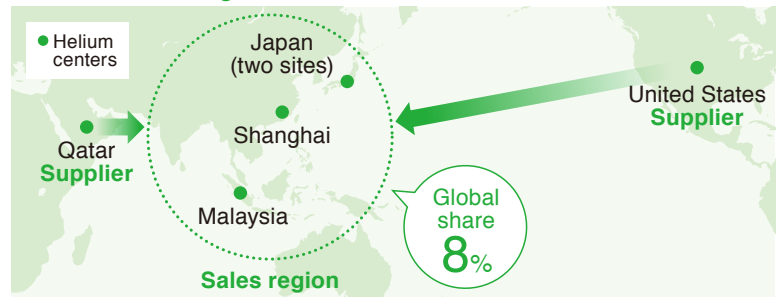 Helium
centers
Japan
(two sites)
United States
Supplier
Shanghai
Qatar
Supplier
Malaysia
Global
share
8%
Sales region